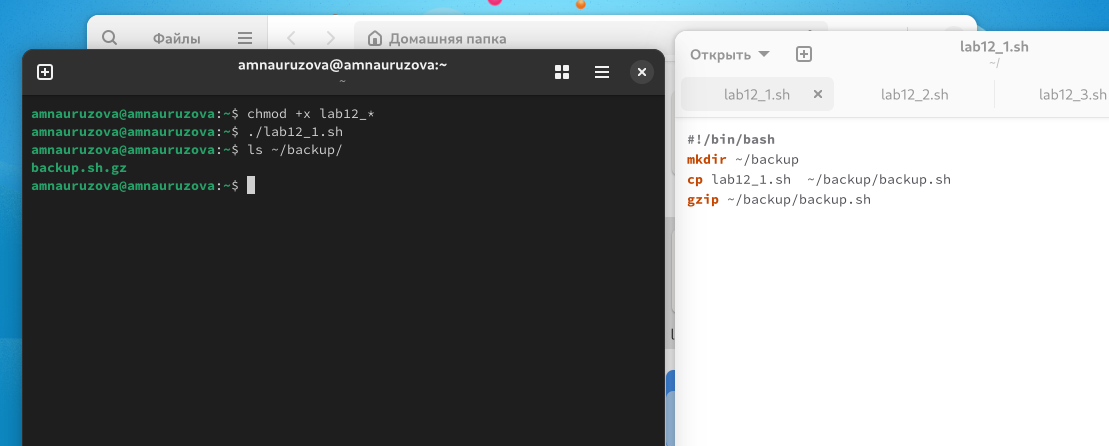 Файлы
Домашняя папка
amnauruzova@amnauruzova:~
~
amnauruzova@amnauruzova:~$ chmod +x lab12_*
amnauruzova@amnauruzova:~$ ./lab12_1.sh
amnauruzova@amnauruzova:~$ ls ~/backup/
backup.sh.gz
amnauruzova@amnauruzova:~$
Открыть
lab12_1.sh
~/
lab12_1.sh
lab12_2.sh
lab12_3.sh
#!/bin/bash
mkdir ~/backup
cp lab12_1.sh  ~/backup/backup.sh
gzip ~/backup/backup.sh